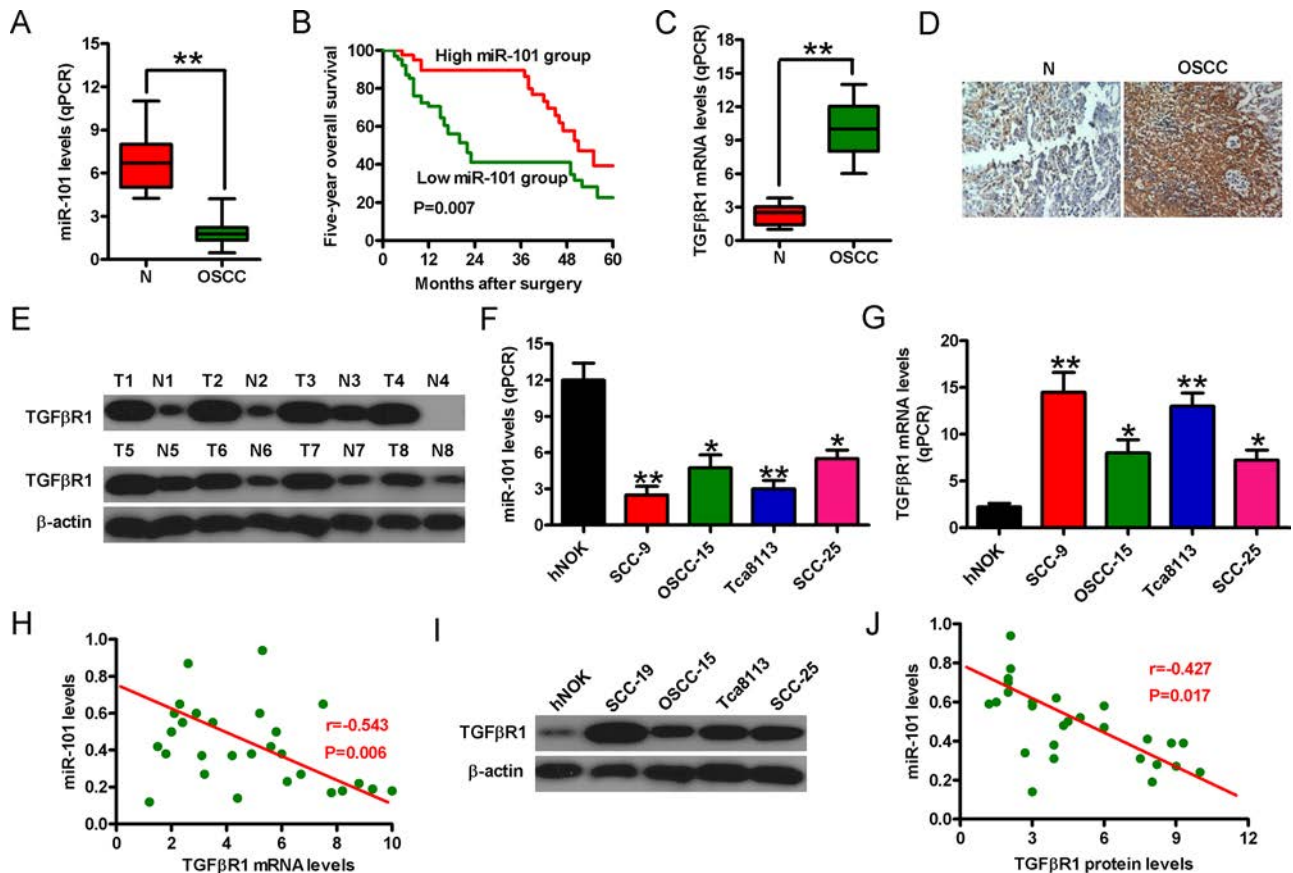 A
miR-101 levels (qPCR)
15
12
9
6
3
0
**
N
OSCC
B
Five-year overall survival
100
80
60
40
20
0
High miR-101 group
Low miR-101 group
P=0.007
0 12 24 36 48 60
Months after surgery
C
TGFβR1 mRNA levels (qPCR)
18
15
12
9
6
3
0
**
N
OSCC
D
N
OSCC
E
T1 N1 T2 N2 T3 N3 T4 N4
TGFβR1
T5 N5 T6 N6 T7 N7 T8 N8
TGFβR1
β-actin
F
miR-101 levels (qPCR)
15
12
9
6
3
0
** * ** *
hNOK
SCC-9
OSCC-15
Tca8113
SCC-25
G
TGFβR1 mRNA levels
(qPCR)
20
15
10
5
0
** * ** *
hNOK
SCC-9
OSCC-15
Tca8113
SCC-25
H
miR-101 levels
1.0
0.8
0.6
0.4
0.2
0.0
r=-0.543
P=0.006
0 2 4 6 8 10
TGFβR1 mRNA levels
I
hNOK
SCC-19
OSCC-15
Tca8113
SCC-25
TGFβR1
β-actin
J
miR-101 levels
1.0
0.8
0.6
0.4
0.2
0.0
r=-0.427
P=0.017
0 3 6 9 12
TGFβR1 protein levels